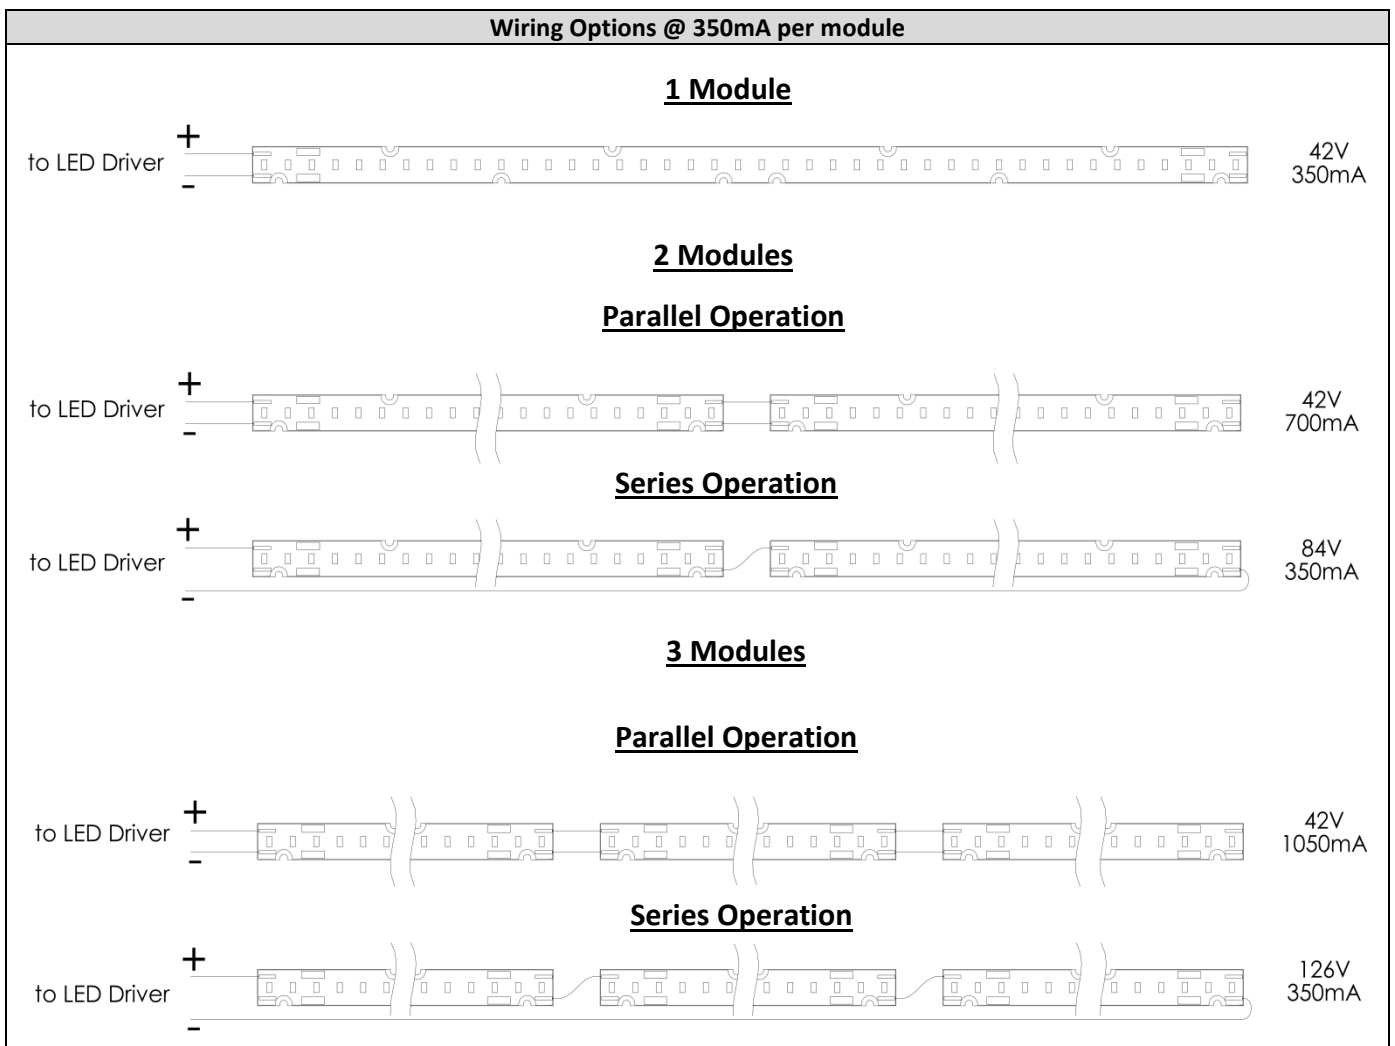 Wiring Options @ 350mA per module
1 Module
+
to LED Driver
-
42V
350mA
2 Modules
Parallel Operation
+
to LED Driver
-
42V
700mA
Series Operation
+
to LED Driver
-
84V
350mA
3 Modules
Parallel Operation
+
to LED Driver
-
42V
1050mA
Series Operation
+
to LED Driver
-
126V
350mA